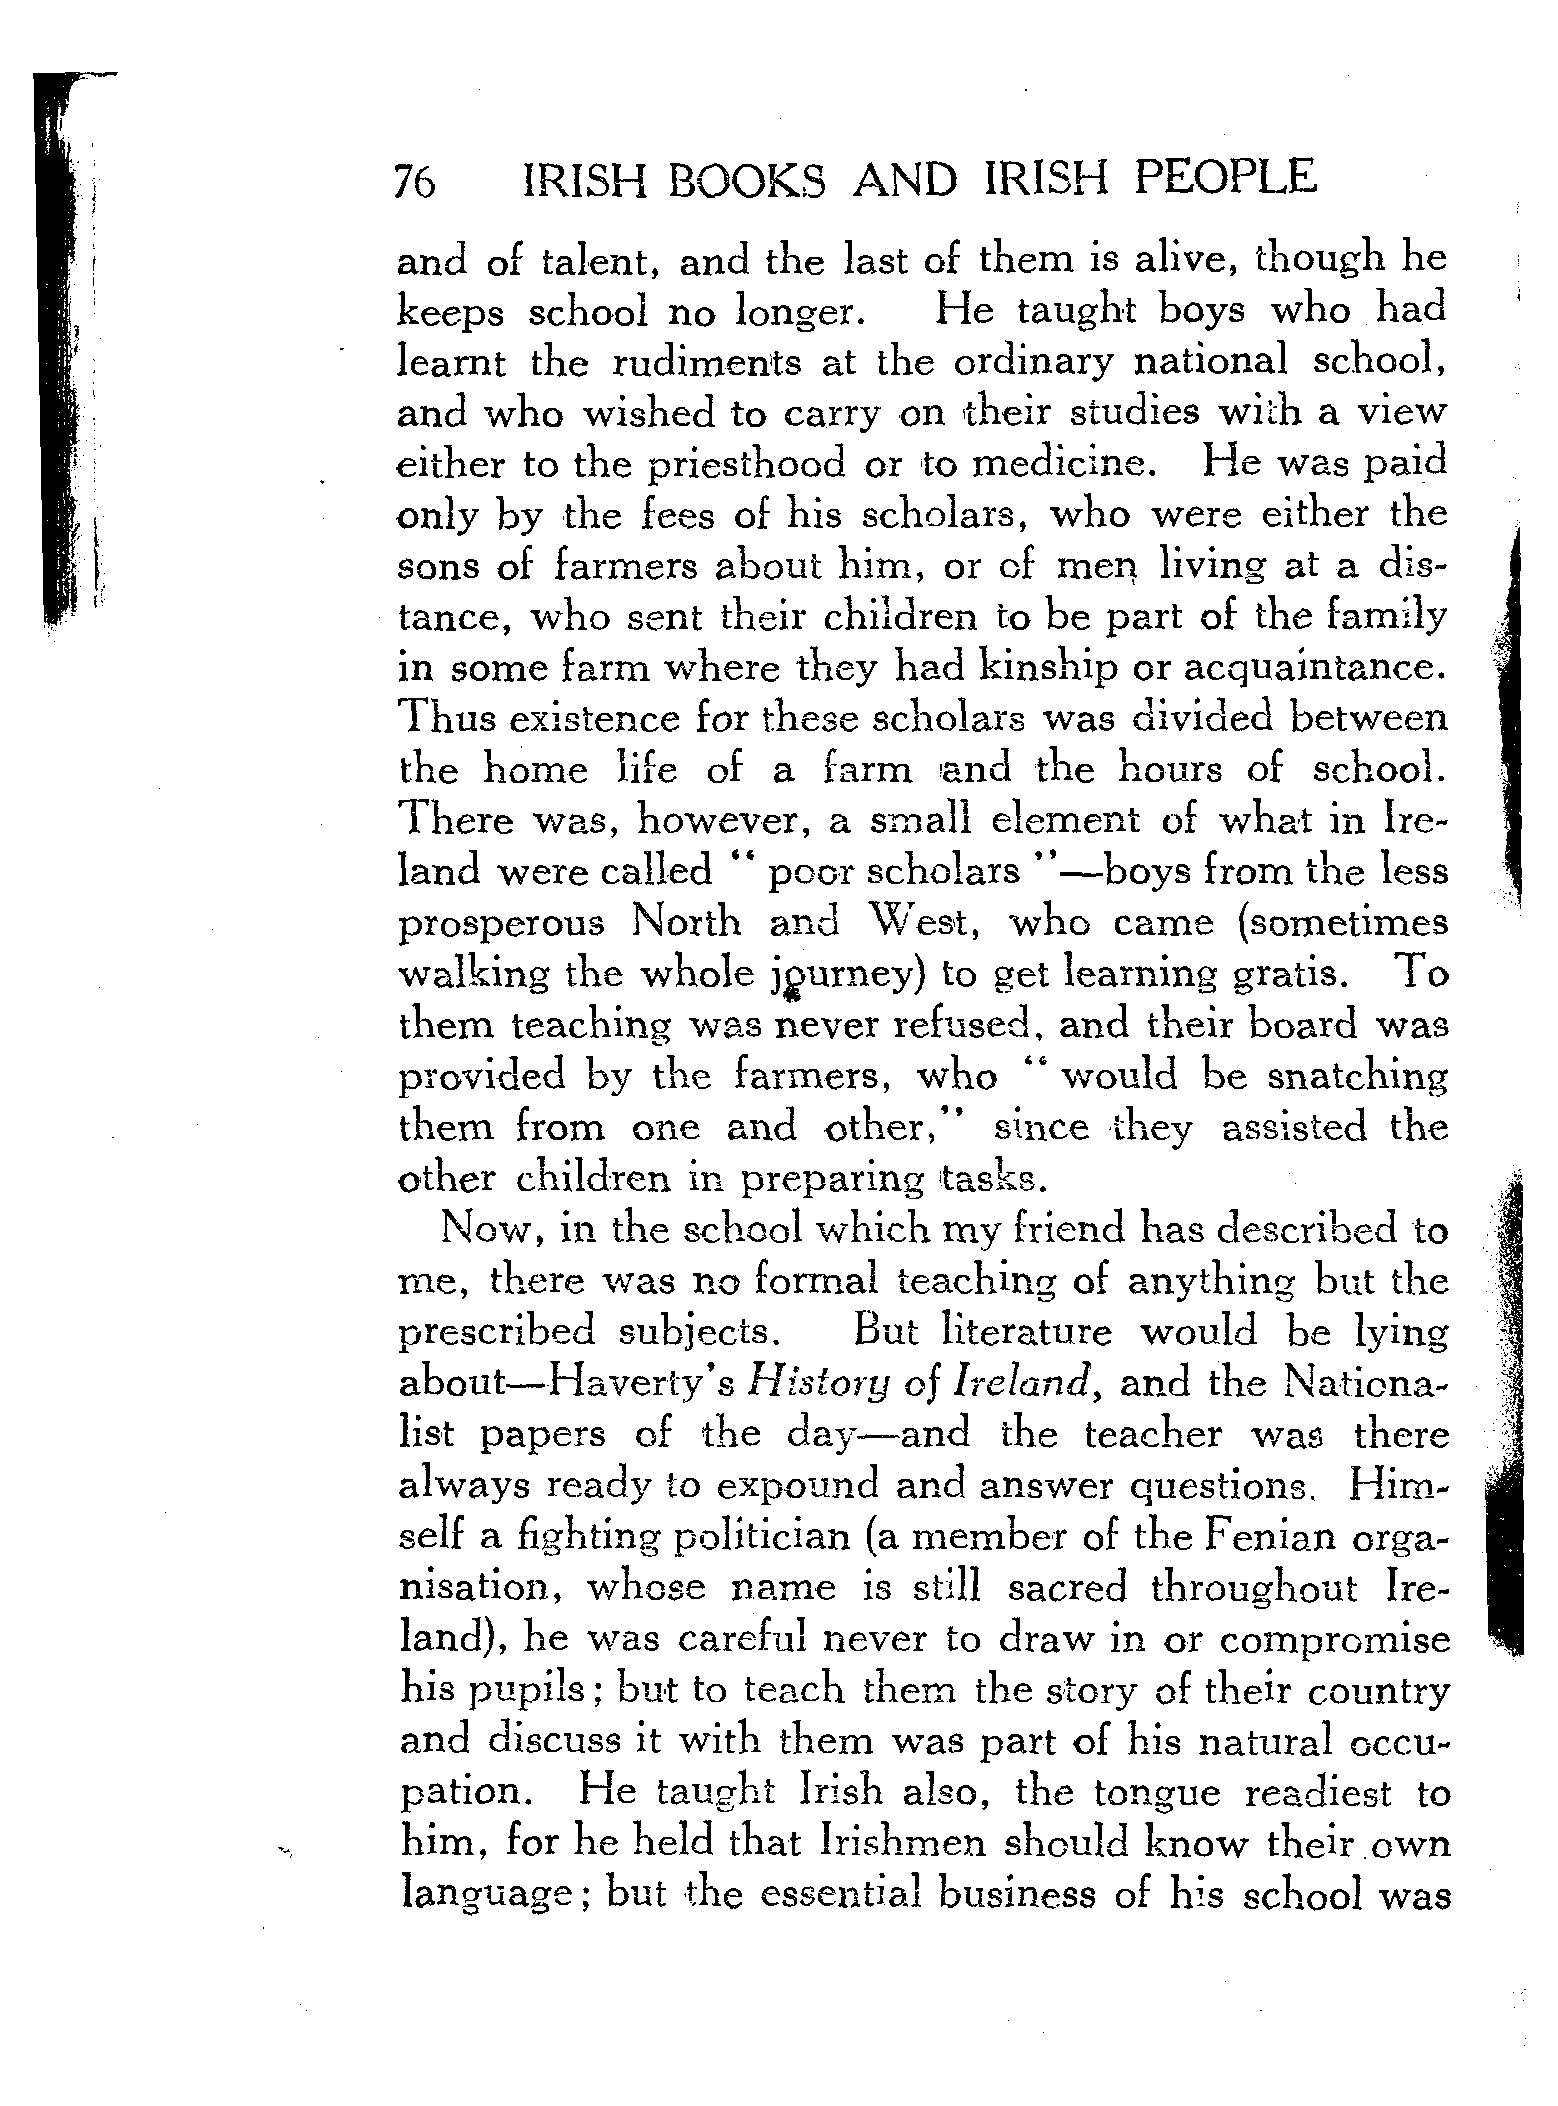 76 IRISH BOOKS AND IRISH PEOPLE
and of talent, and the last of them is alive, though he
keeps school no longer. He taught boys who had
learnt the rudiments at the ordinary national school,
and who wished to carry on their studies with a view
either to the priesthood or to medicine. He was paid
only by the fees of his scholars, who were either the
sons of farmers about him, or of men living at a dis-
tance, who sent their children to be part of the family
in some farm where they had kinship or acquaintance.
Thus existence for these scholars was divided between
the home life of a farm and the hours of school.
There was, however, a small element of what in Ire-
land were called “ poor scholars ”—boys from the less
prosperous North and West, who came (sometimes
walking the whole journey) to get learning gratis. To
them teaching was never refused, and their board was
provided by the farmers, who “ would be snatching
them from one and other,” since they assisted the
other children in preparing tasks.
Now, in the school which my friend has described to
me, there was no formal teaching of anything but the
prescribed subjects. But literature would be lying
about—Haverty’s History of Ireland, and the Nationa-
list papers of the day—and the teacher was there
always ready to expound and answer questions. Him-
self a fighting politician (a member of the Fenian orga-
nisation, whose name is still sacred throughout Ire-
land), he was careful never to draw in or compromise
his pupils; but to teach them the story of their country
and discuss it with them was part of his natural occu-
pation. He taught Irish also, the tongue readiest to
him, for he held that Irishmen should know their own
language; but the essential business of his school was